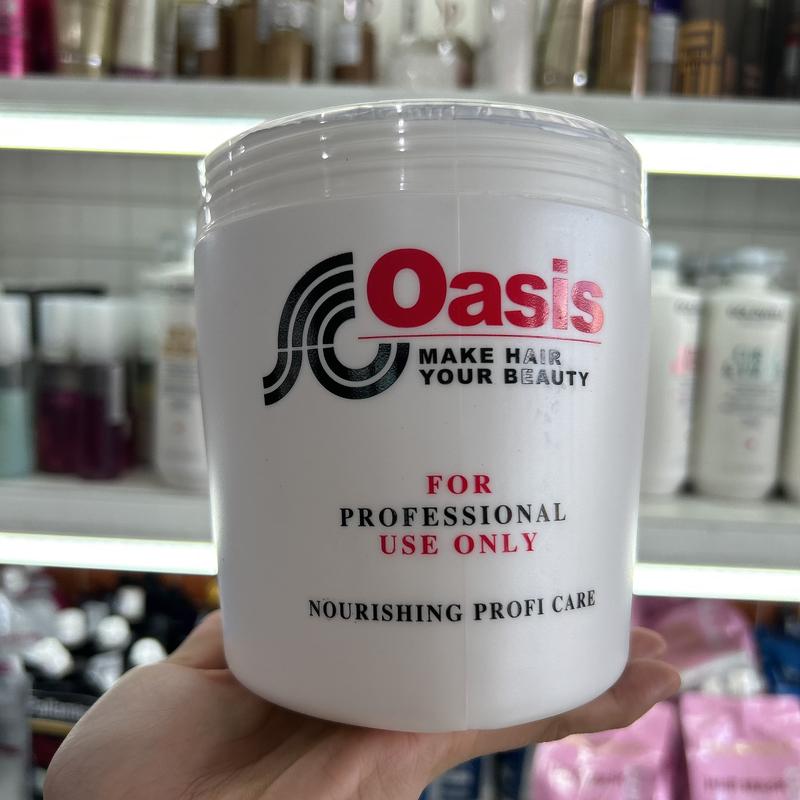 Oasis
MAKE HAIR
YOUR BEAUTY
FOR
PROFESSIONAL
USE ONLY
NOURISHING PROFI CARE